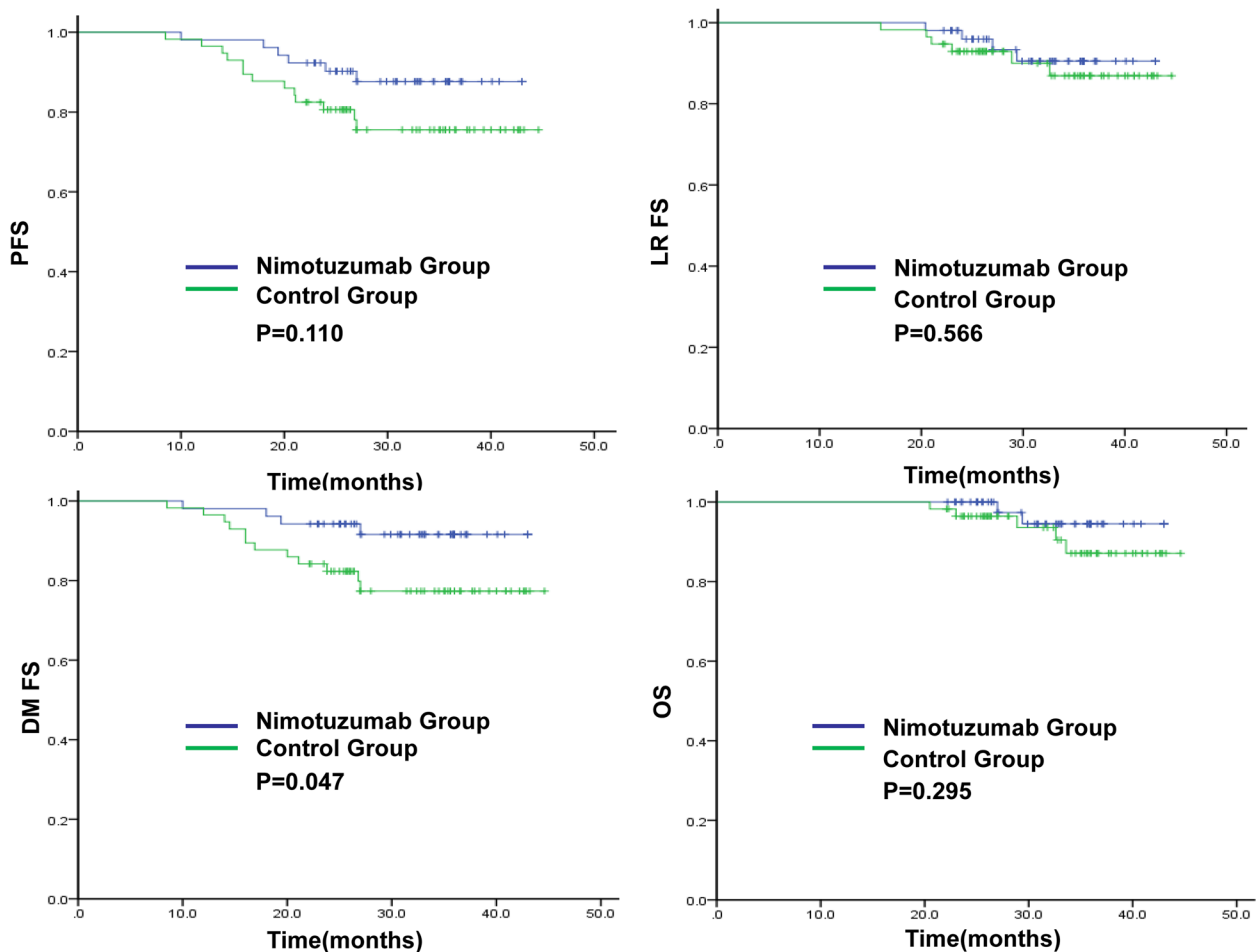 1.0
0.8
0.6
0.4
0.2
0.0
PFS
Nimotuzumab Group
Control Group
P=0.110
.0 10.0 20.0 30.0 40.0 50.0
Time(months)
1.0
0.8
0.6
0.4
0.2
0.0
LR FS
Nimotuzumab Group
Control Group
P=0.566
.0 10.0 20.0 30.0 40.0 50.0
Time(months)
1.0
0.8
0.6
0.4
0.2
0.0
DM FS
Nimotuzumab Group
Control Group
P=0.047
.0 10.0 20.0 30.0 40.0 50.0
Time(months)
1.0
0.8
0.6
0.4
0.2
0.0
OS
Nimotuzumab Group
Control Group
P=0.295
.0 10.0 20.0 30.0 40.0 50.0
Time(months)